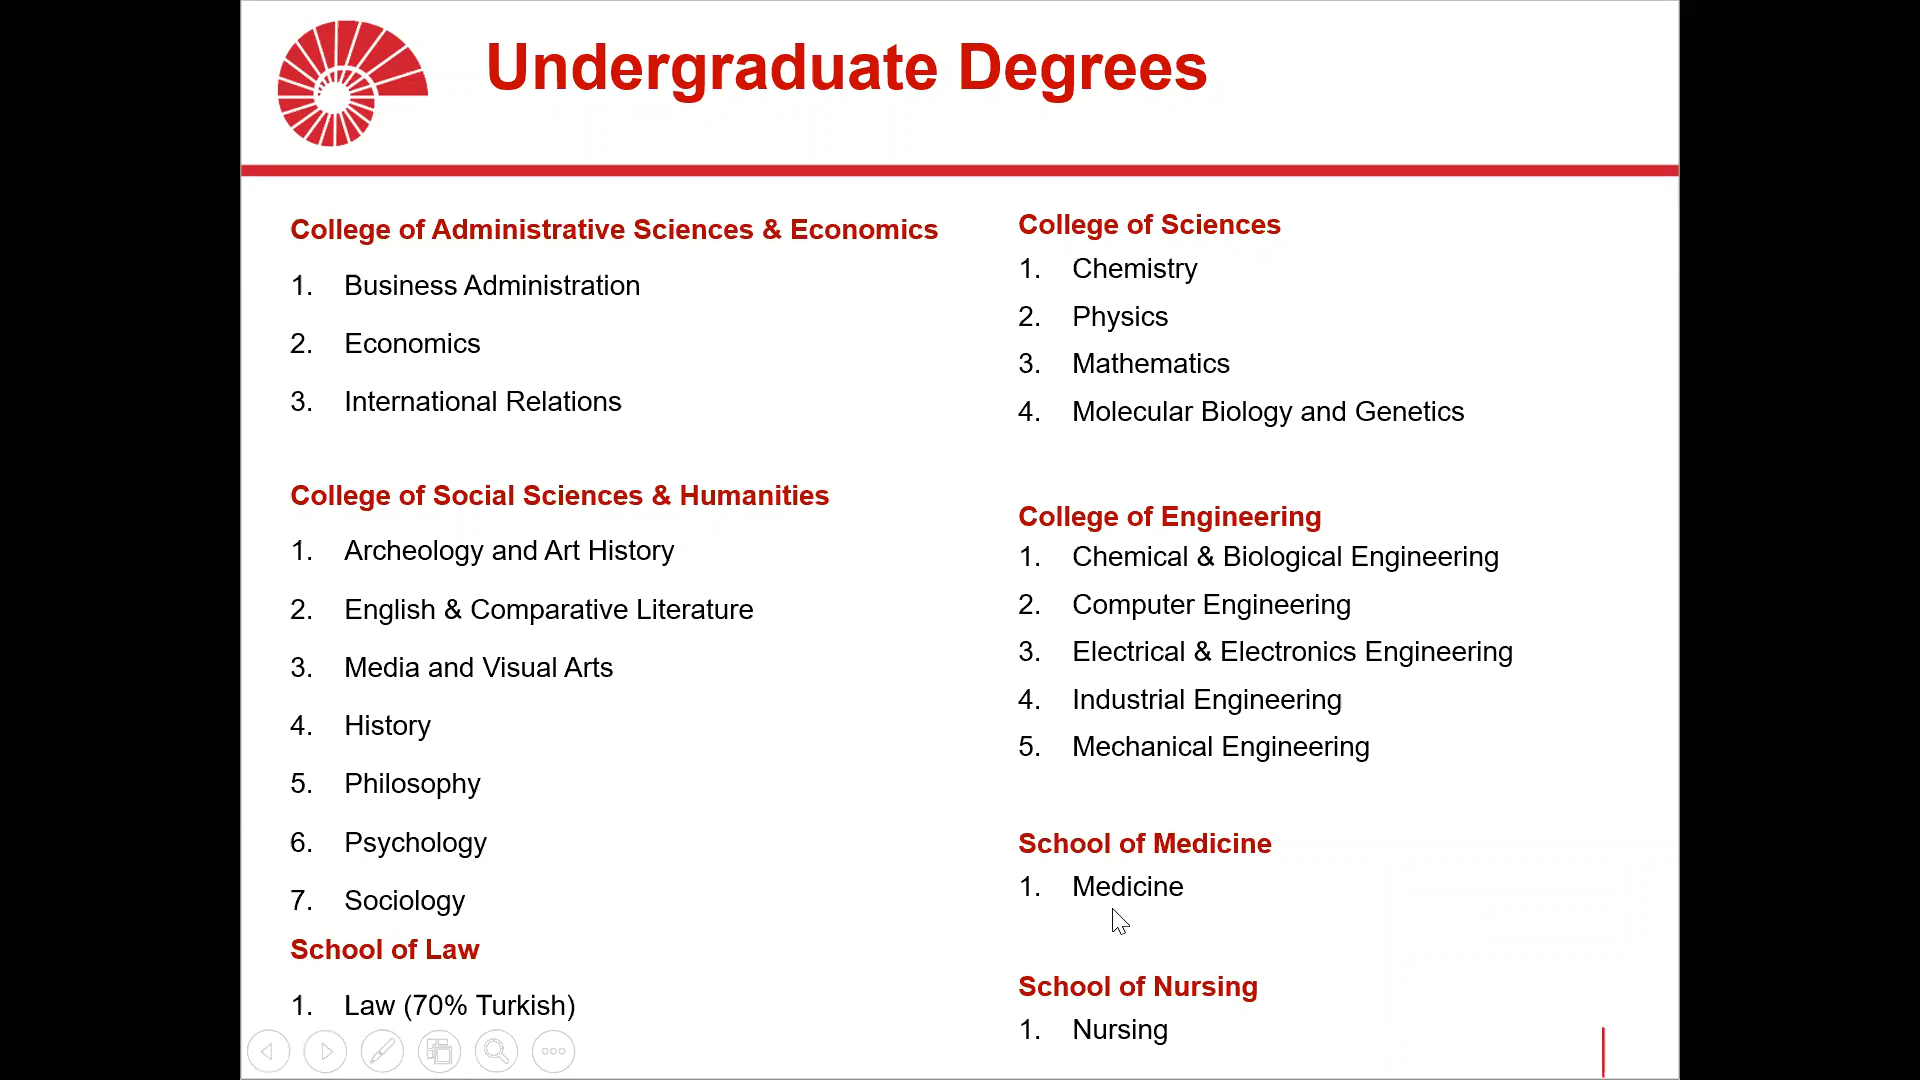 Undergraduate Degrees
College of Administrative Sciences & Economics
1. Business Administration
2. Economics
3. International Relations
College of Social Sciences & Humanities
1. Archeology and Art History
2. English & Comparative Literature
3. Media and Visual Arts
4. History
5. Philosophy
6. Psychology
7. Sociology
School of Law
1. Law (70% Turkish)
College of Sciences
1. Chemistry
2. Physics
3. Mathematics
4. Molecular Biology and Genetics
College of Engineering
1. Chemical & Biological Engineering
2. Computer Engineering
3. Electrical & Electronics Engineering
4. Industrial Engineering
5. Mechanical Engineering
School of Medicine
1. Medicine
School of Nursing
1. Nursing